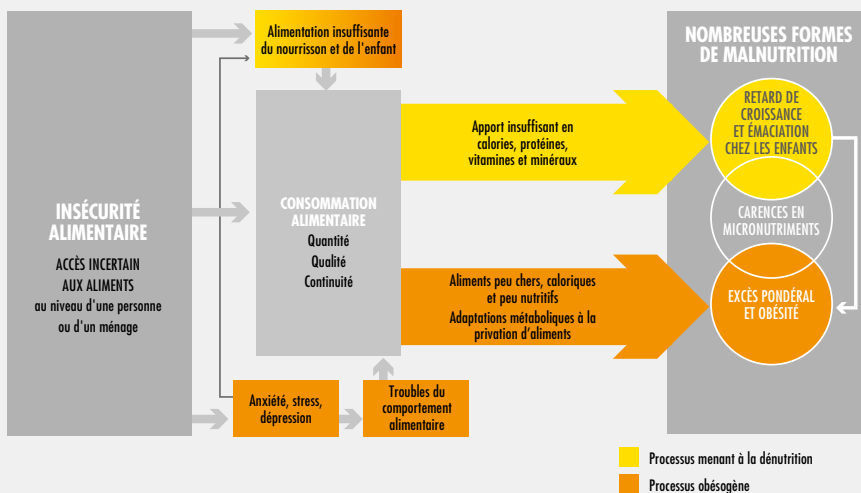 INSÉCURITÉ
ALIMENTAIRE
ACCÈS INCERTAIN
AUX ALIMENTS
au niveau d'une personne
ou d'un ménage
Alimentation insuffisante
du nourrisson et de l'enfant
CONSOMMATION
ALIMENTAIRE
Quantité
Qualité
Continuité
Anxiété, stress,
dépression
Troubles du
comportement
alimentaire
Apport insuffisant en
calories, protéines,
vitamines et minéraux
Aliments peu chers, caloriques
et peu nutritifs
Adaptations métaboliques à la
privation d’aliments
NOMBREUSES FORMES
DE MALNUTRITION
RETARD DE
CROISSANCE
ET ÉMACIATION
CHEZ LES ENFANTS
CARENCES EN
MICRONUTRIMENTS
EXCÈS PONDÉRAL
ET OBÉSITÉ
Processus menant à la dénutrition
Processus obésogène